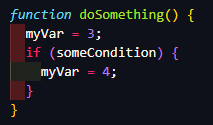 function doSomething() {
  myVar = 3;
  if (someCondition) {
    myVar = 4;
  }
}